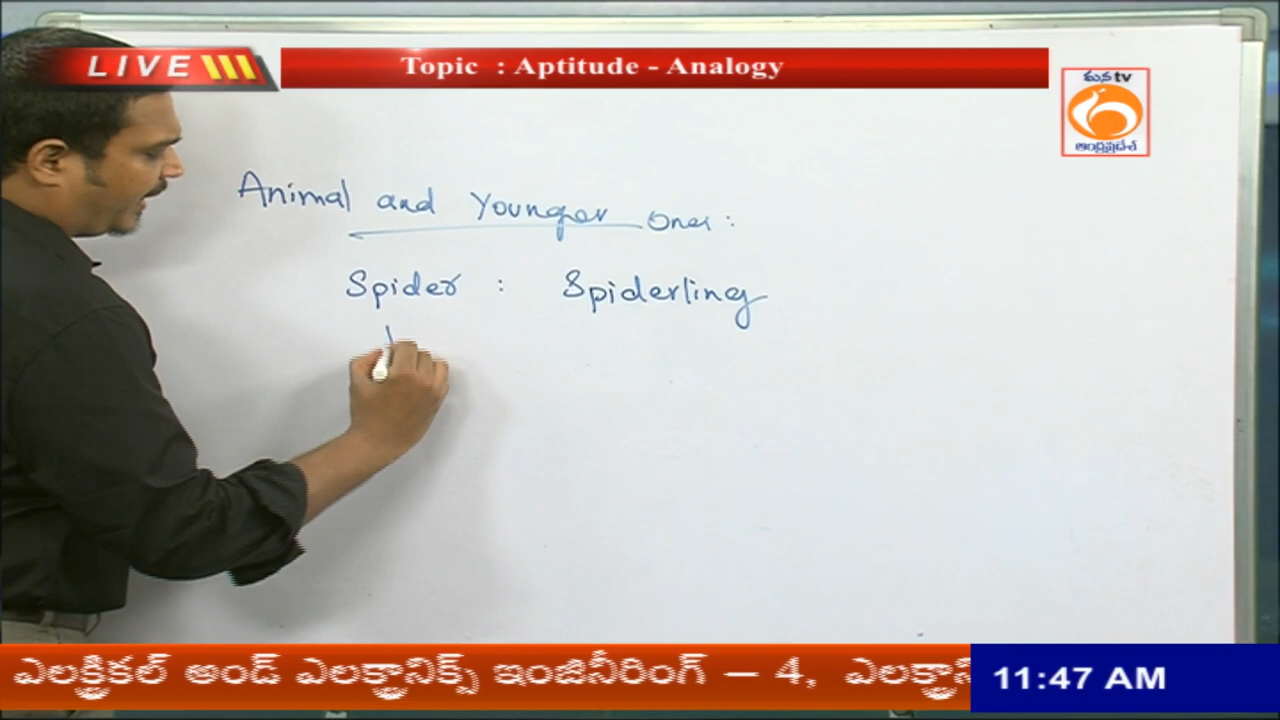 LIVE
Topic : Aptitude - Analogy
మన tv
ఆంధ్రప్రదేశ్
Animal and Younger Ones :
Spider : Spiderling
ఎలక్ట్రికల్ అండ్ ఎలక్ట్రానిక్స్ ఇంజినీరింగ్ – 4, ఎలక్ట్రాని
11:47 AM